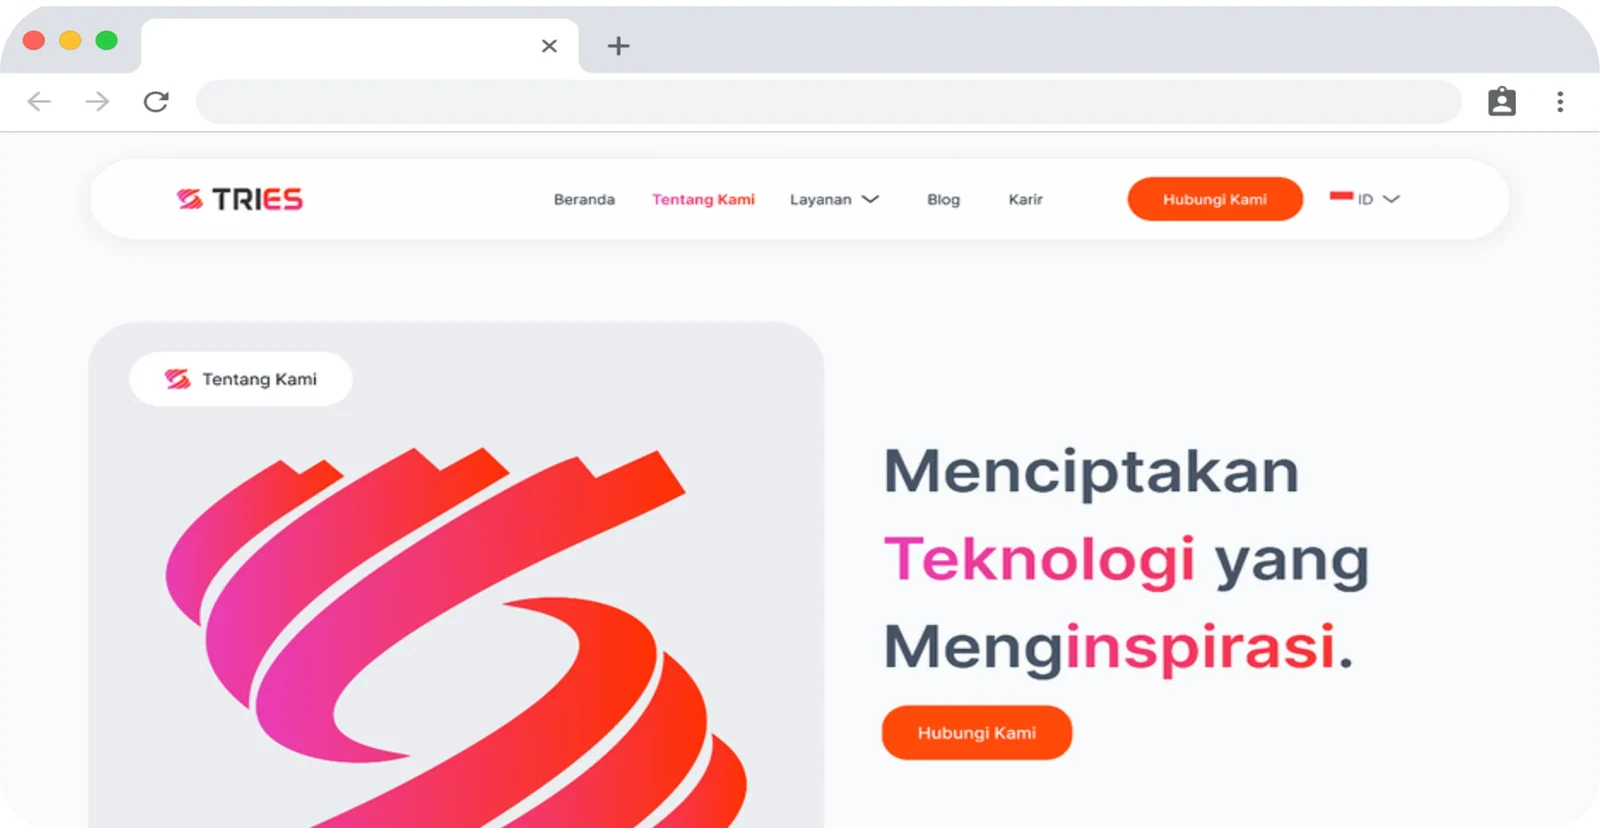 TRIES
Beranda
Tentang Kami
Layanan
Blog
Karir
Hubungi Kami
ID
Tentang Kami
Menciptakan
Teknologi yang
Menginspirasi.
Hubungi Kami